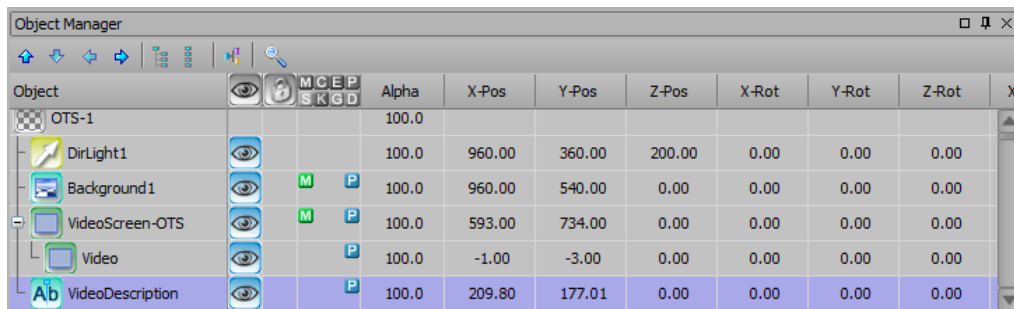 Object Manager
Object M C E P S K G D Alpha X-Pos Y-Pos Z-Pos X-Rot Y-Rot Z-Rot X
OTS-1 100.0
DirLight1 100.0 960.00 360.00 200.00 0.00 0.00 0.00
Background1 M P 100.0 960.00 540.00 0.00 0.00 0.00 0.00
VideoScreen-OTS M P 100.0 593.00 734.00 0.00 0.00 0.00 0.00
Video P 100.0 -1.00 -3.00 0.00 0.00 0.00 0.00
Ab VideoDescription P 100.0 209.80 177.01 0.00 0.00 0.00 0.00